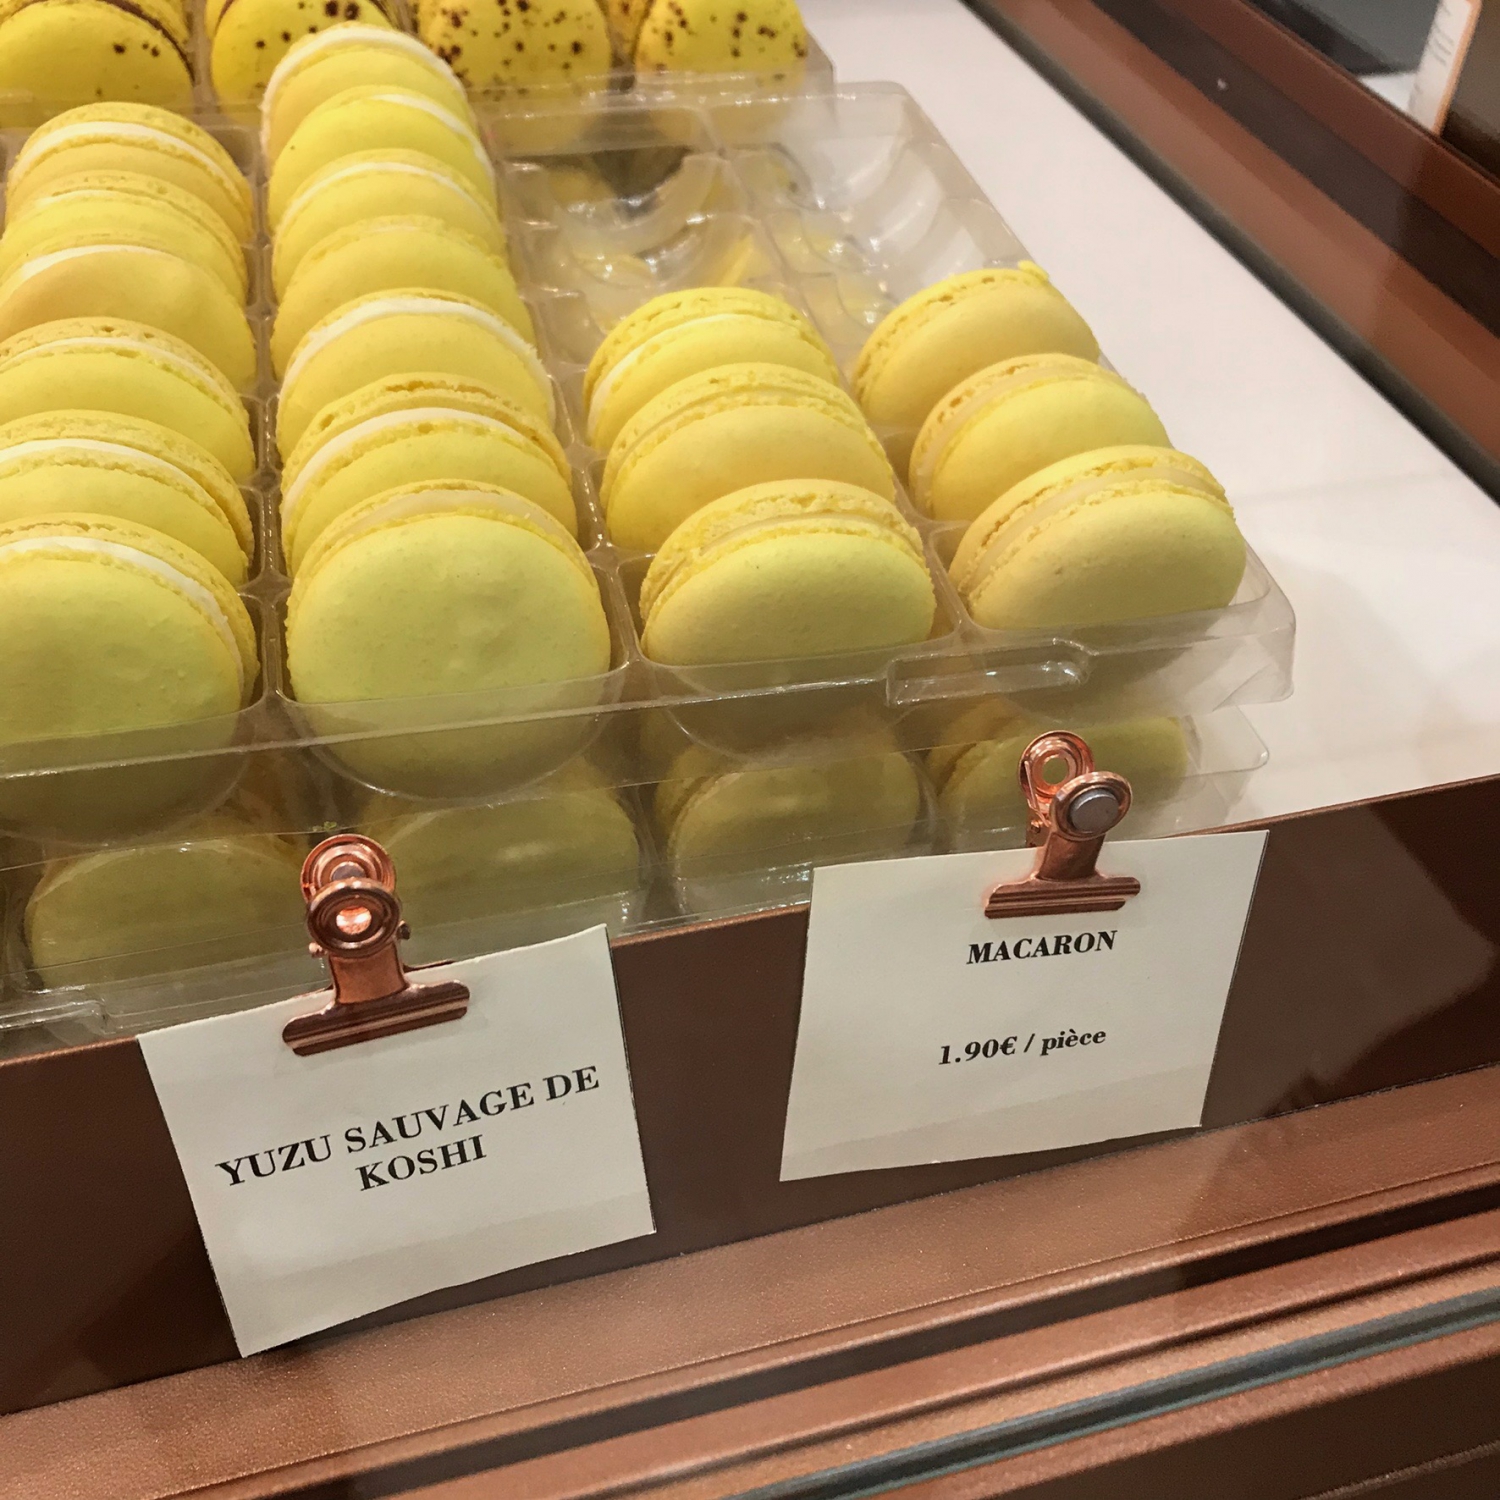 YUZU SAUVAGE DE
KOSHI
MACARON
1.90€ / pièce